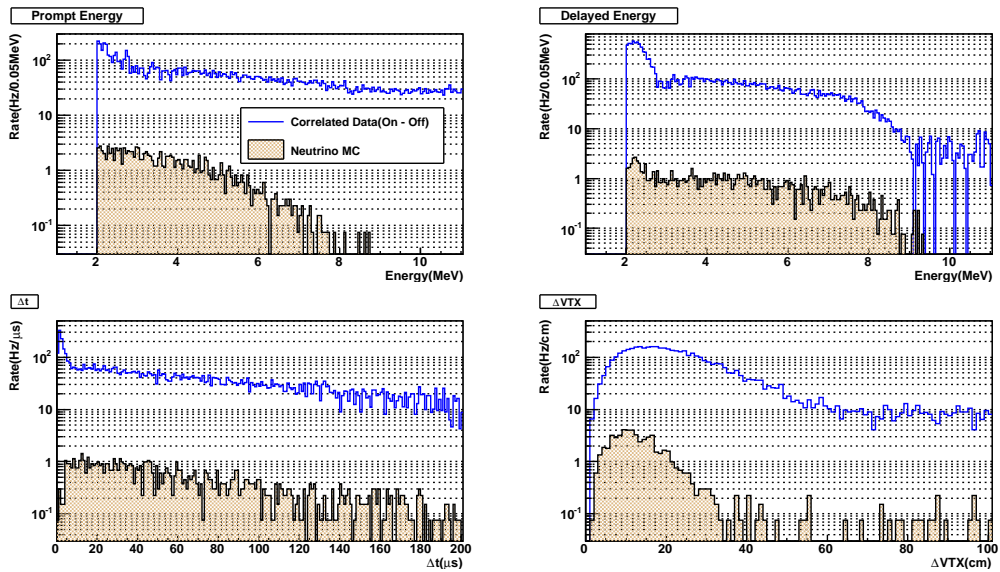 Prompt Energy
Rate(Hz/0.05MeV)
10²
10
1
10⁻¹
Correlated Data(On - Off)
Neutrino MC
2 4 6 8 10
Energy(MeV)
Delayed Energy
Rate(Hz/0.05MeV)
10²
10
1
10⁻¹
2 4 6 8 10
Energy(MeV)
Δt
Rate(Hz/μs)
10²
10
1
10⁻¹
0 20 40 60 80 100 120 140 160 180 200
Δt(μs)
ΔVTX
Rate(Hz/cm)
10²
10
1
10⁻¹
0 20 40 60 80 100
ΔVTX(cm)